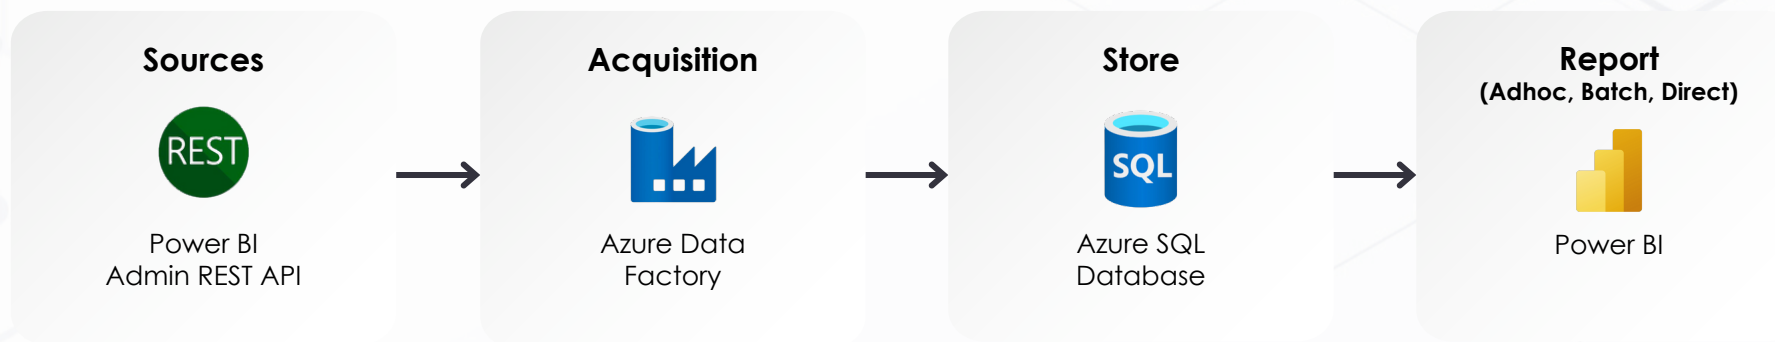 Sources
REST
Power BI
Admin REST API
Acquisition
Azure Data
Factory
Store
SQL
Azure SQL
Database
Report
(Adhoc, Batch, Direct)
Power BI